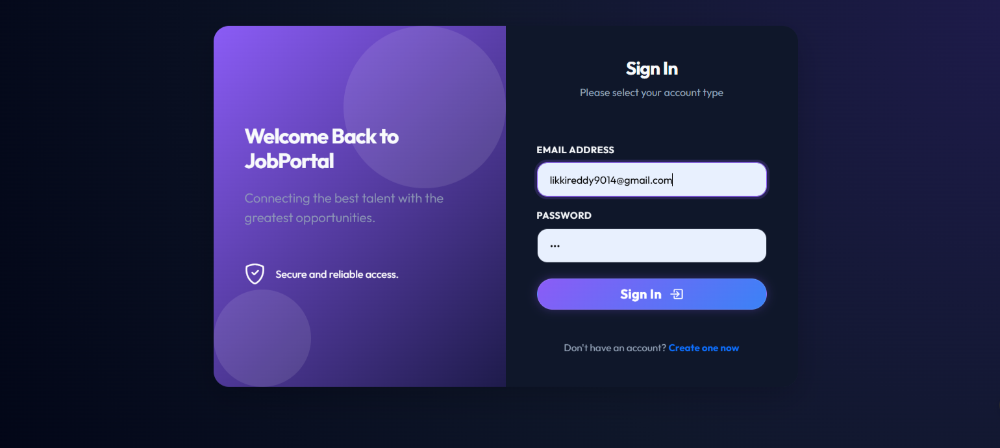 Welcome Back to
JobPortal
Connecting the best talent with the
greatest opportunities.
Secure and reliable access.
Sign In
Please select your account type
EMAIL ADDRESS
likkireddy9014@gmail.com
PASSWORD
•••
Sign In
Don't have an account? Create one now